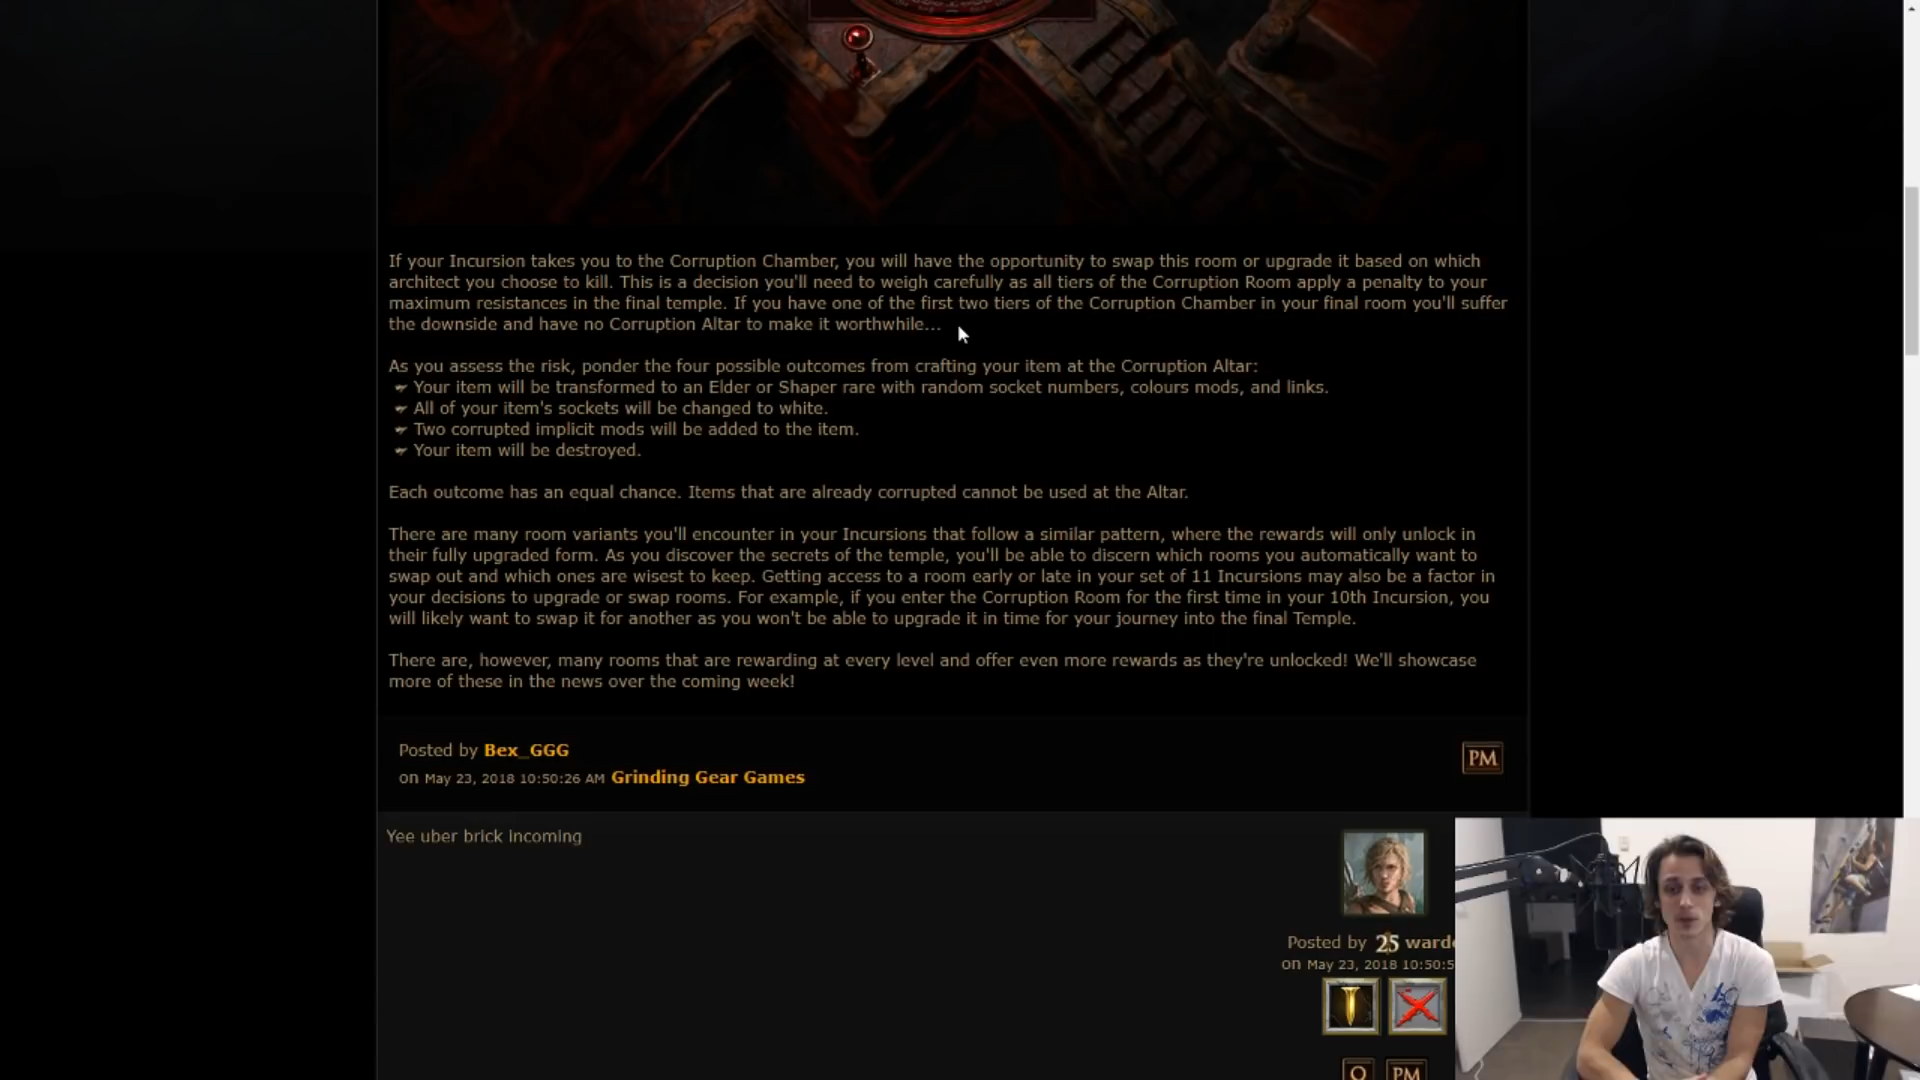 If your Incursion takes you to the Corruption Chamber, you will have the opportunity to swap this room or upgrade it based on which
architect you choose to kill. This is a decision you'll need to weigh carefully as all tiers of the Corruption Room apply a penalty to your
maximum resistances in the final temple. If you have one of the first two tiers of the Corruption Chamber in your final room you'll suffer
the downside and have no Corruption Altar to make it worthwhile...
As you assess the risk, ponder the four possible outcomes from crafting your item at the Corruption Altar:
Your item will be transformed to an Elder or Shaper rare with random socket numbers, colours mods, and links.
All of your item's sockets will be changed to white.
Two corrupted implicit mods will be added to the item.
Your item will be destroyed.
Each outcome has an equal chance. Items that are already corrupted cannot be used at the Altar.
There are many room variants you'll encounter in your Incursions that follow a similar pattern, where the rewards will only unlock in
their fully upgraded form. As you discover the secrets of the temple, you'll be able to discern which rooms you automatically want to
swap out and which ones are wisest to keep. Getting access to a room early or late in your set of 11 Incursions may also be a factor in
your decisions to upgrade or swap rooms. For example, if you enter the Corruption Room for the first time in your 10th Incursion, you
will likely want to swap it for another as you won't be able to upgrade it in time for your journey into the final Temple.
There are, however, many rooms that are rewarding at every level and offer even more rewards as they're unlocked! We'll showcase
more of these in the news over the coming week!
Posted by Bex_GGG
PM
on May 23, 2018 10:50:26 AM Grinding Gear Games
Yee uber brick incoming
Posted by 25 warde
on May 23, 2018 10:50:5
Q PM